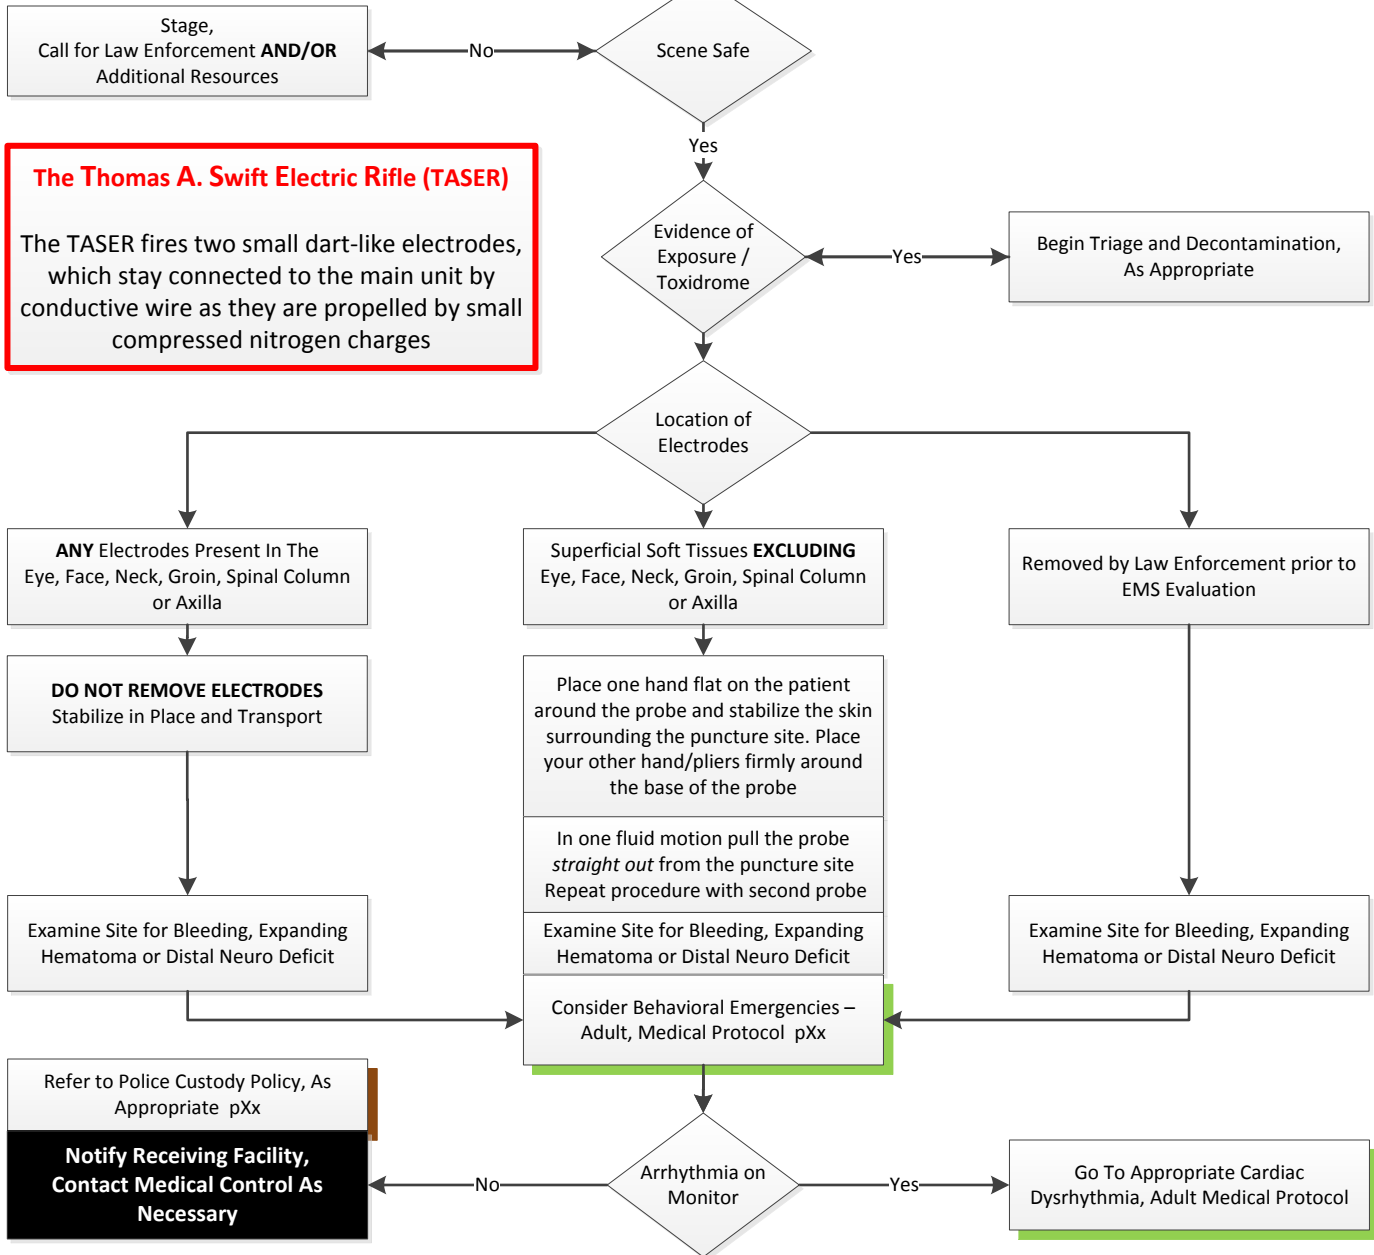 Stage,
Call for Law Enforcement AND/OR
Additional Resources
No
Scene Safe
Yes
The Thomas A. Swift Electric Rifle (TASER)
The TASER fires two small dart-like electrodes,
which stay connected to the main unit by
conductive wire as they are propelled by small
compressed nitrogen charges
Evidence of
Exposure /
Toxidrome
Yes
Begin Triage and Decontamination,
As Appropriate
Location of
Electrodes
ANY Electrodes Present In The
Eye, Face, Neck, Groin, Spinal Column
or Axilla
Superficial Soft Tissues EXCLUDING
Eye, Face, Neck, Groin, Spinal Column
or Axilla
Removed by Law Enforcement prior to
EMS Evaluation
DO NOT REMOVE ELECTRODES
Stabilize in Place and Transport
Place one hand flat on the patient
around the probe and stabilize the skin
surrounding the puncture site. Place
your other hand/pliers firmly around
the base of the probe
In one fluid motion pull the probe
straight out from the puncture site
Repeat procedure with second probe
Examine Site for Bleeding, Expanding
Hematoma or Distal Neuro Deficit
Examine Site for Bleeding, Expanding
Hematoma or Distal Neuro Deficit
Examine Site for Bleeding, Expanding
Hematoma or Distal Neuro Deficit
Consider Behavioral Emergencies –
Adult, Medical Protocol pXx
Refer to Police Custody Policy, As
Appropriate pXx
Notify Receiving Facility,
Contact Medical Control As
Necessary
No
Arrhythmia on
Monitor
Yes
Go To Appropriate Cardiac
Dysrhythmia, Adult Medical Protocol